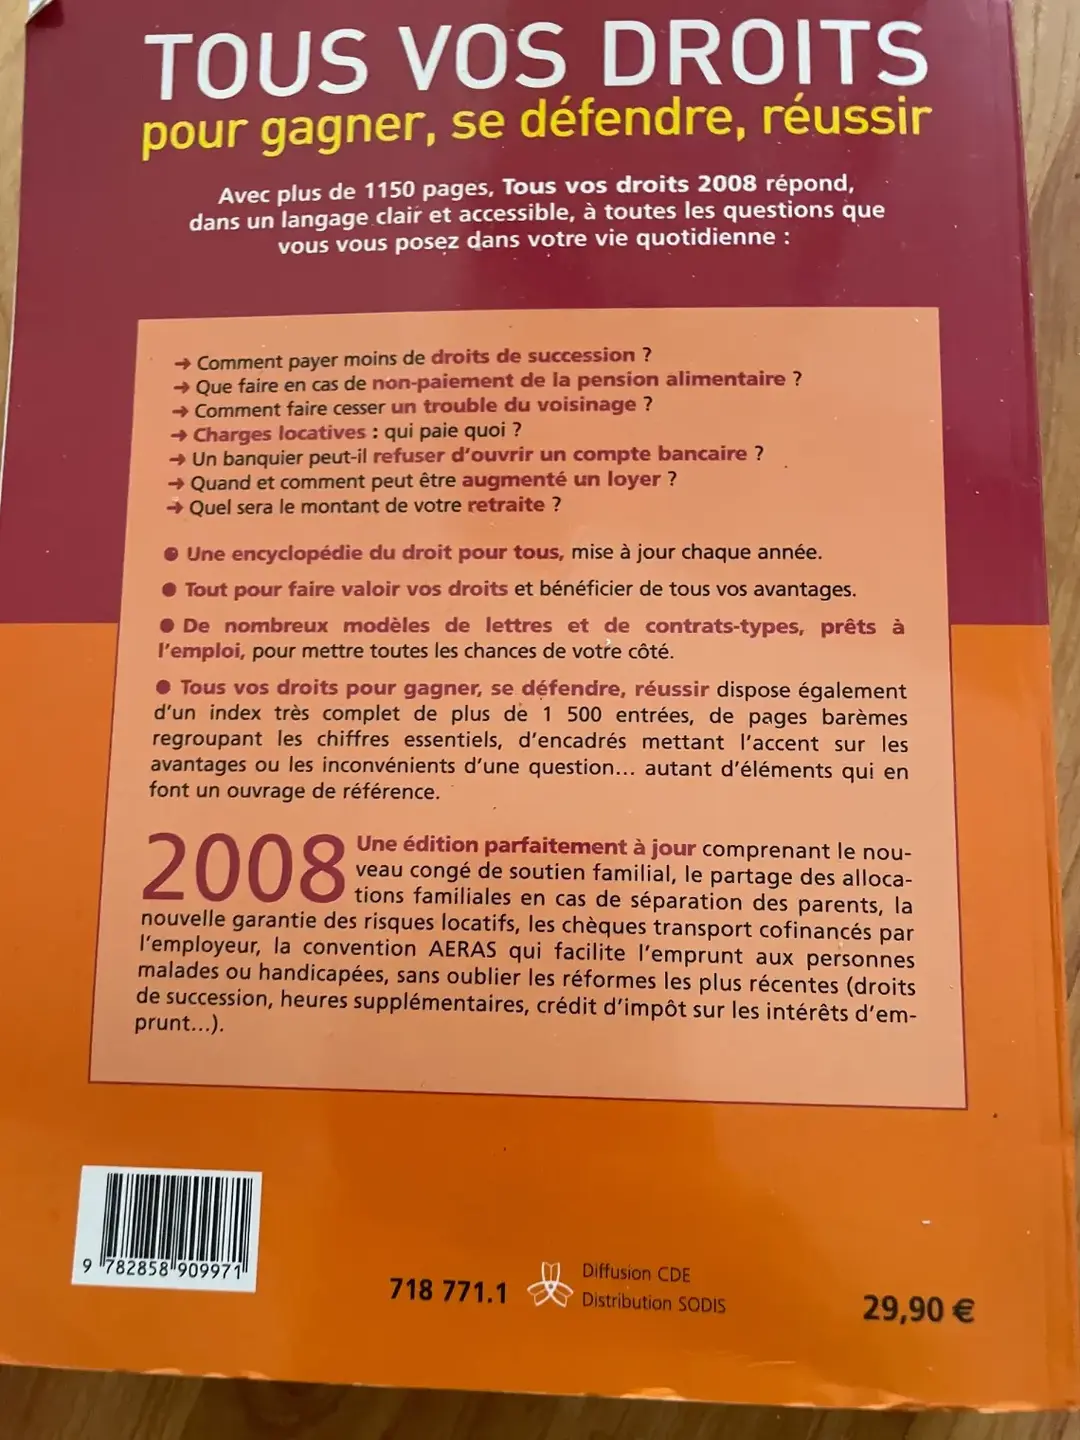 TOUS VOS DROITS
pour gagner, se défendre, réussir
Avec plus de 1150 pages, Tous vos droits 2008 répond,
dans un langage clair et accessible, à toutes les questions que
vous vous posez dans votre vie quotidienne :
➔ Comment payer moins de droits de succession ?
➔ Que faire en cas de non-paiement de la pension alimentaire ?
➔ Comment faire cesser un trouble du voisinage ?
➔ Charges locatives : qui paie quoi ?
➔ Un banquier peut-il refuser d'ouvrir un compte bancaire ?
➔ Quand et comment peut être augmenté un loyer ?
➔ Quel sera le montant de votre retraite ?
● Une encyclopédie du droit pour tous, mise à jour chaque année.
● Tout pour faire valoir vos droits et bénéficier de tous vos avantages.
● De nombreux modèles de lettres et de contrats-types, prêts à
l'emploi, pour mettre toutes les chances de votre côté.
● Tous vos droits pour gagner, se défendre, réussir dispose également
d'un index très complet de plus de 1 500 entrées, de pages barèmes
regroupant les chiffres essentiels, d'encadrés mettant l'accent sur les
avantages ou les inconvénients d'une question... autant d'éléments qui en
font un ouvrage de référence.
2008 Une édition parfaitement à jour comprenant le nou-
veau congé de soutien familial, le partage des alloca-
tions familiales en cas de séparation des parents, la
nouvelle garantie des risques locatifs, les chèques transport cofinancés par
l'employeur, la convention AERAS qui facilite l'emprunt aux personnes
malades ou handicapées, sans oublier les réformes les plus récentes (droits
de succession, heures supplémentaires, crédit d'impôt sur les intérêts d'em-
prunt...).
9 782858 909971
718 771.1
Diffusion CDE
Distribution SODIS
29,90 €